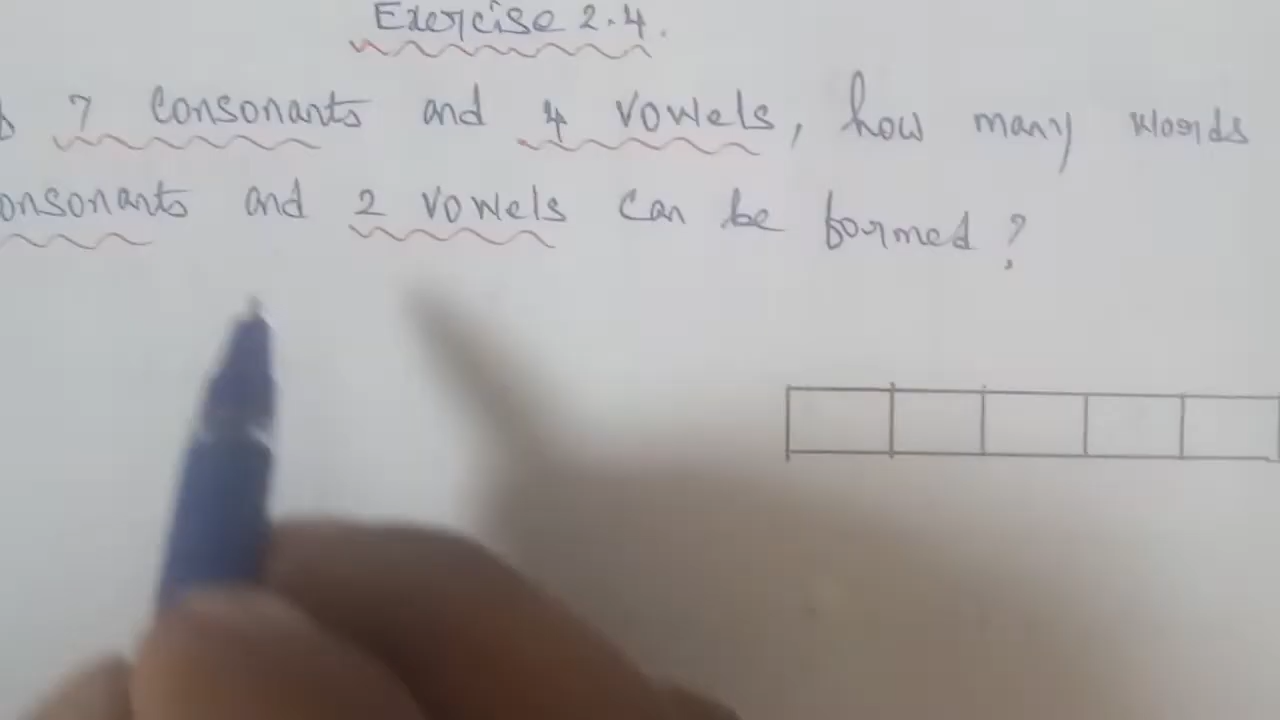 Exercise 2.4.
7 Consonants and 4 vowels, how many words
onsonants and 2 vowels can be formed ?